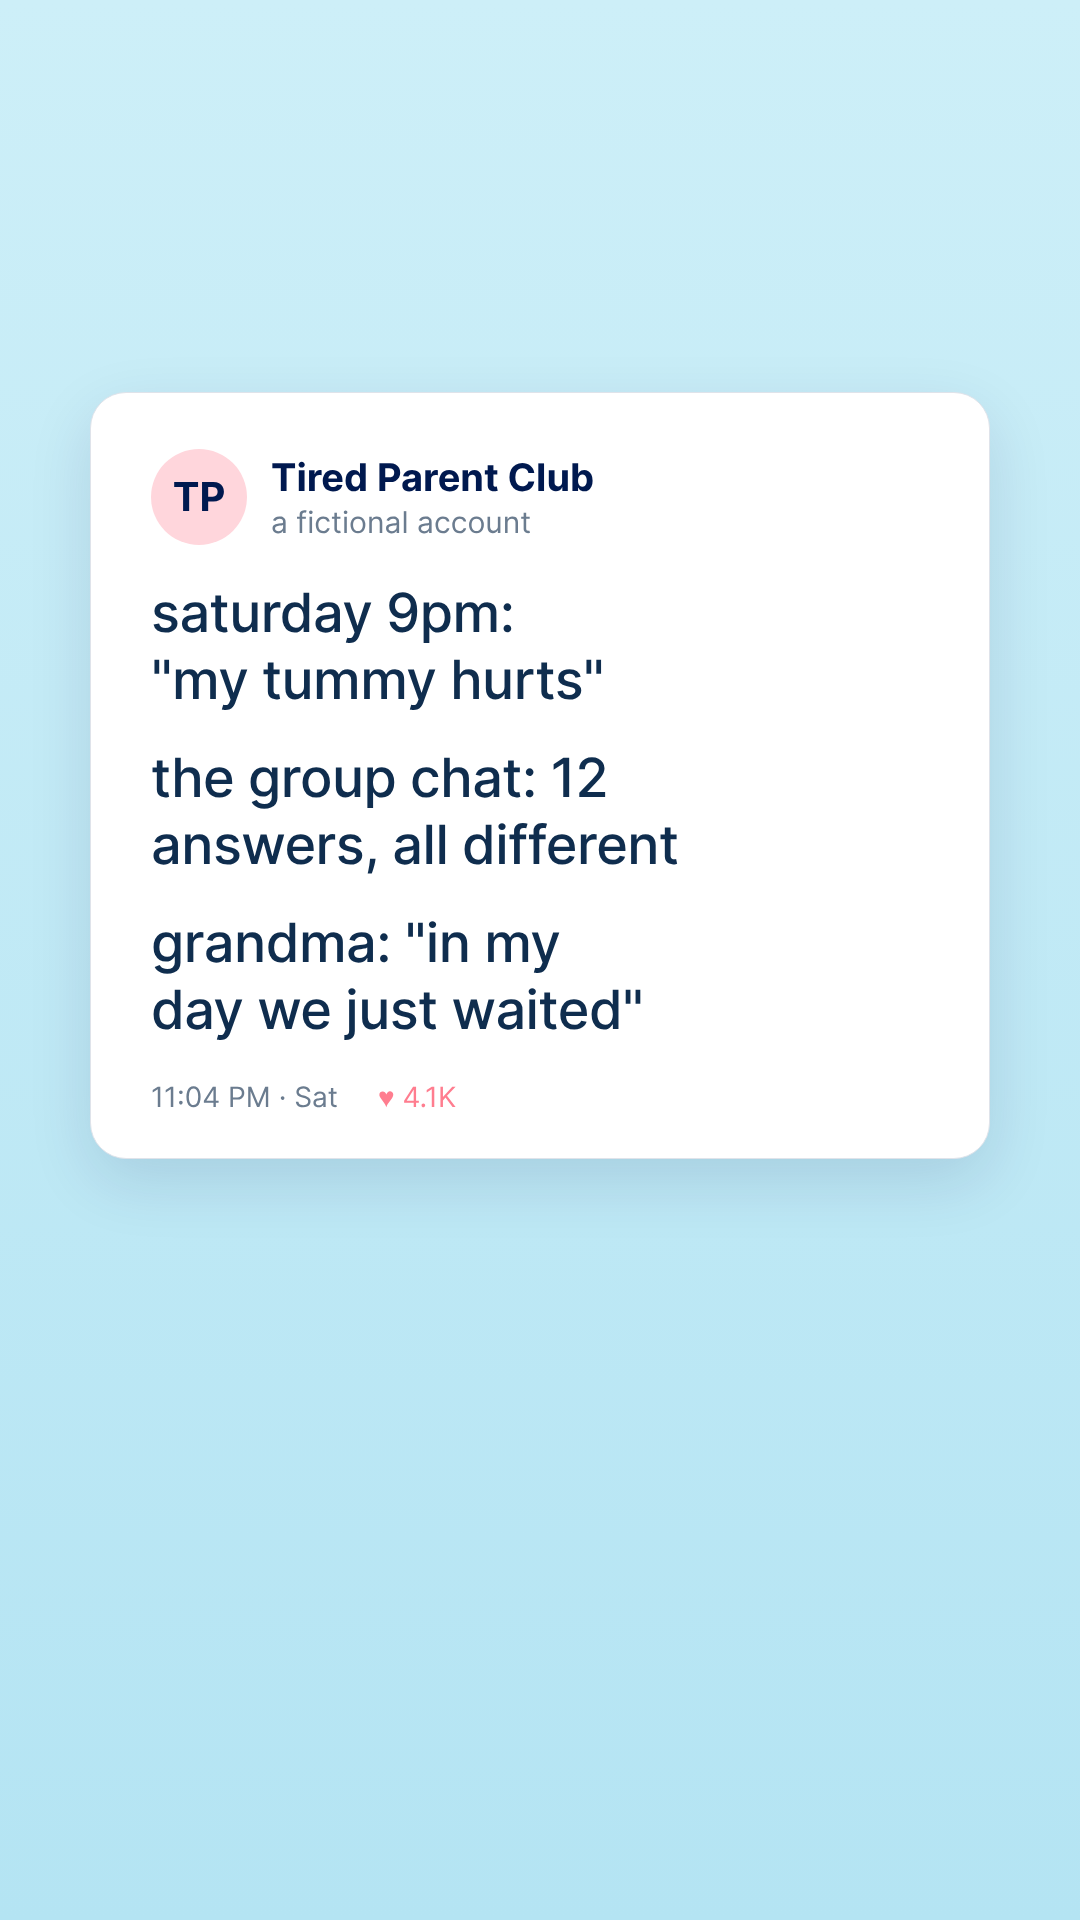 TP
Tired Parent Club
a fictional account
saturday 9pm:
"my tummy hurts"
the group chat: 12
answers, all different
grandma: "in my
day we just waited"
11:04 PM · Sat ♥ 4.1K